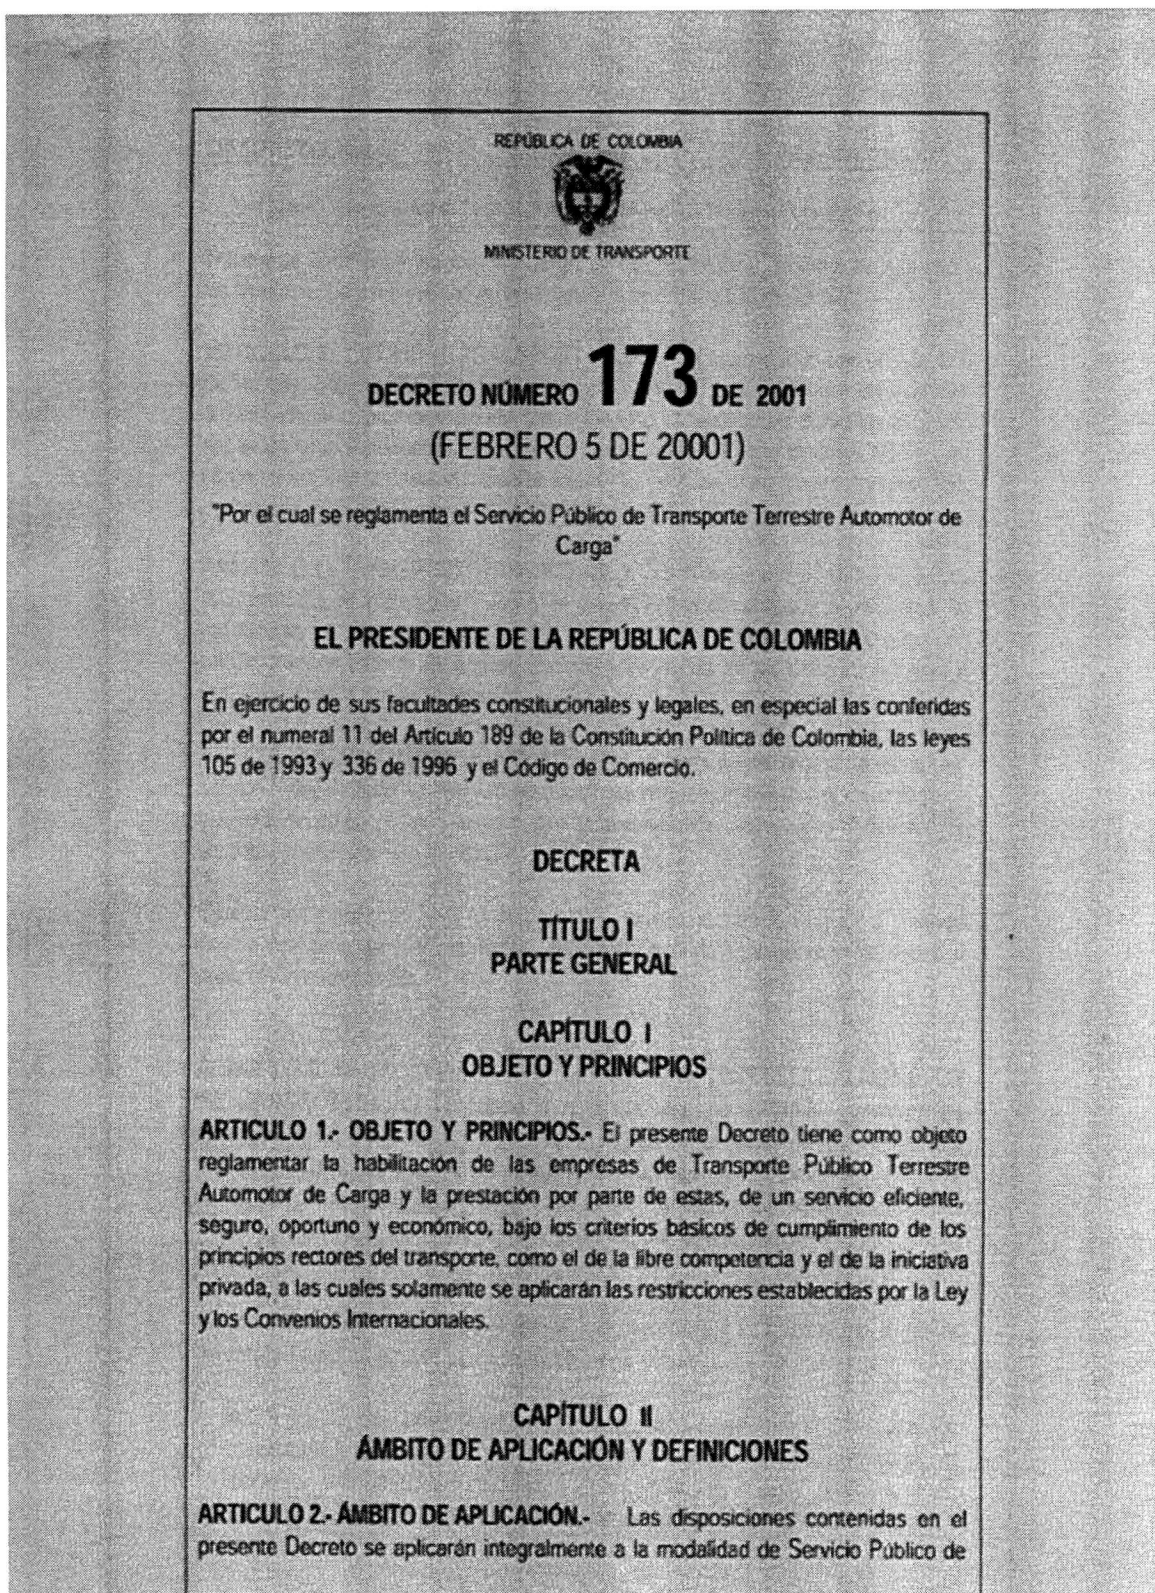 REPÚBLICA DE COLOMBIA
MINISTERIO DE TRANSPORTE
DECRETO NÚMERO 173 DE 2001
(FEBRERO 5 DE 20001)
"Por el cual se reglamenta el Servicio Público de Transporte Terrestre Automotor de
Carga"
EL PRESIDENTE DE LA REPÚBLICA DE COLOMBIA
En ejercicio de sus facultades constitucionales y legales, en especial las conferidas
por el numeral 11 del Artículo 189 de la Constitución Política de Colombia, las leyes
105 de 1993 y 336 de 1996 y el Código de Comercio.
DECRETA
TÍTULO I
PARTE GENERAL
CAPÍTULO I
OBJETO Y PRINCIPIOS
ARTICULO 1.- OBJETO Y PRINCIPIOS.- El presente Decreto tiene como objeto
reglamentar la habilitación de las empresas de Transporte Público Terrestre
Automotor de Carga y la prestación por parte de estas, de un servicio eficiente,
seguro, oportuno y económico, bajo los criterios básicos de cumplimiento de los
principios rectores del transporte, como el de la libre competencia y el de la iniciativa
privada, a las cuales solamente se aplicarán las restricciones establecidas por la Ley
y los Convenios Internacionales.
CAPÍTULO II
ÁMBITO DE APLICACIÓN Y DEFINICIONES
ARTICULO 2.- ÁMBITO DE APLICACIÓN.- Las disposiciones contenidas en el
presente Decreto se aplicarán integralmente a la modalidad de Servicio Público de